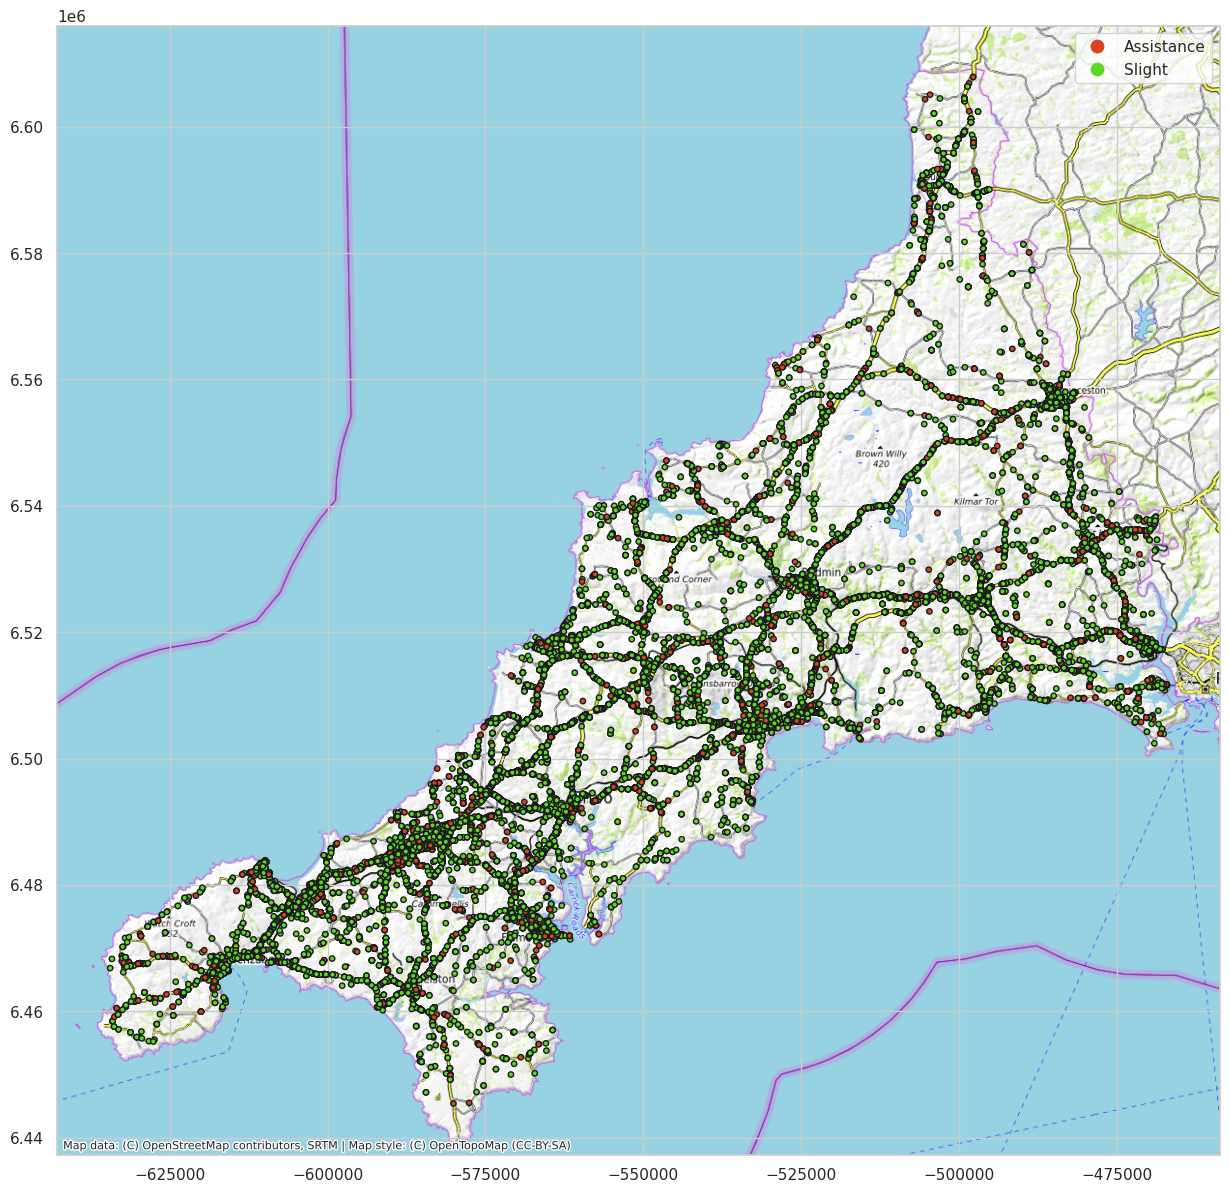 1e6
Assistance
Slight
6.60
6.58
6.56
6.54
6.52
6.50
6.48
6.46
6.44
Brown Willy
420
Kilmar Tor
Carrick Roads
Map data: (C) OpenStreetMap contributors, SRTM | Map style: (C) OpenTopoMap (CC-BY-SA)
−625000
−600000
−575000
−550000
−525000
−500000
−475000